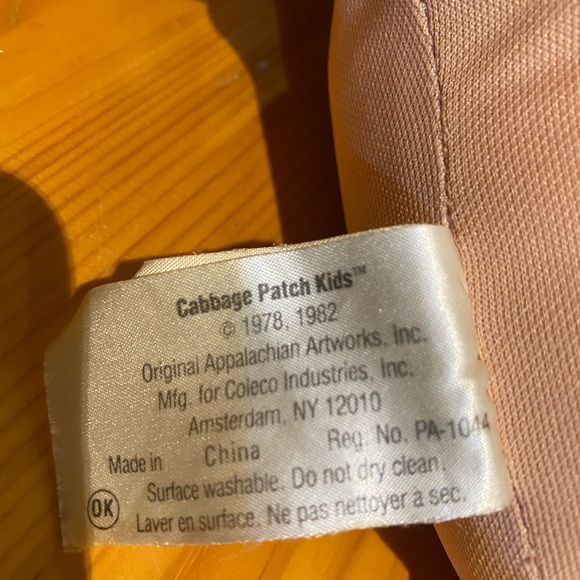 Cabbage Patch Kids™
© 1978, 1982
Original Appalachian Artworks, Inc.
Mfg. for Coleco Industries, Inc.
Amsterdam, NY 12010
Made in China Reg. No. PA-1044
OK Surface washable. Do not dry clean.
Laver en surface. Ne pas nettoyer à sec.